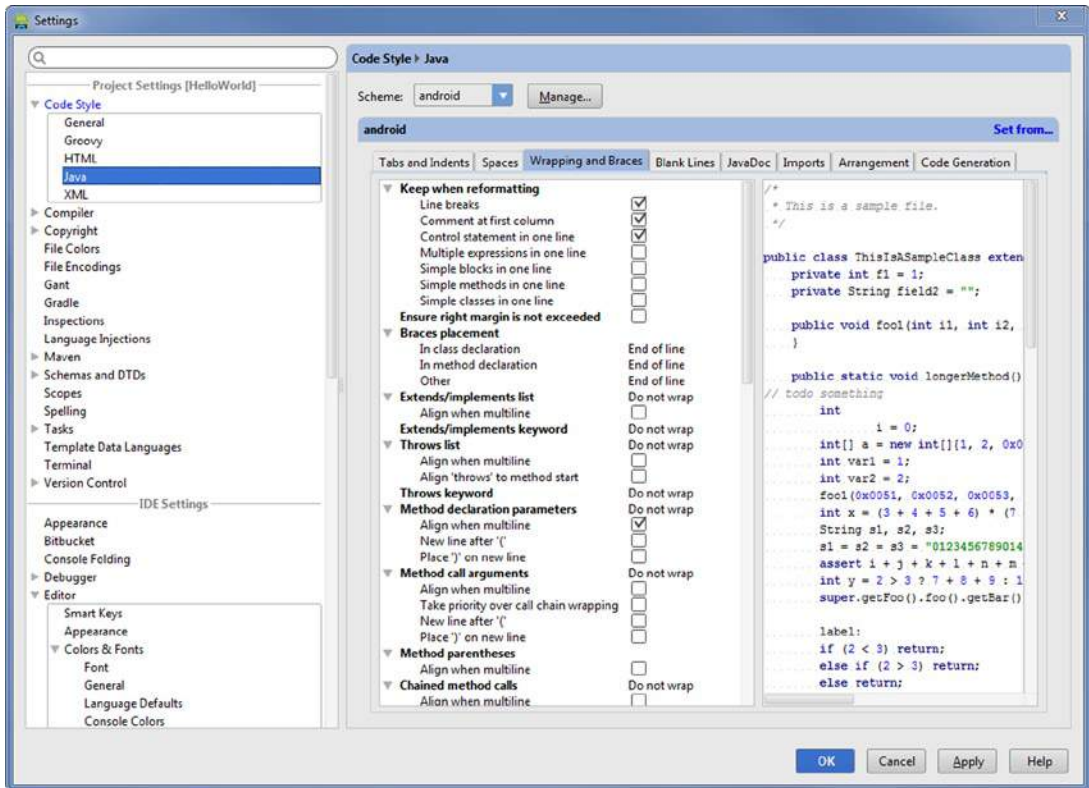 Settings
Project Settings [HelloWorld]
Code Style
General
Groovy
HTML
Java
XML
Compiler
Copyright
File Colors
File Encodings
Gant
Gradle
Inspections
Language Injections
Maven
Schemas and DTDs
Scopes
Spelling
Tasks
Template Data Languages
Terminal
Version Control
IDE Settings
Appearance
Bitbucket
Console Folding
Debugger
Editor
Smart Keys
Appearance
Colors & Fonts
Font
General
Language Defaults
Console Colors
Code Style Java
Scheme: android Manage...
android Set from...
Tabs and Indents Spaces Wrapping and Braces Blank Lines JavaDoc Imports Arrangement Code Generation
Keep when reformatting
Line breaks
Comment at first column
Control statement in one line
Multiple expressions in one line
Simple blocks in one line
Simple methods in one line
Simple classes in one line
Ensure right margin is not exceeded
Braces placement
In class declaration End of line
In method declaration End of line
Other End of line
Extends/implements list Do not wrap
Align when multiline
Extends/implements keyword Do not wrap
Throws list Do not wrap
Align when multiline
Align 'throws' to method start
Throws keyword Do not wrap
Method declaration parameters Do not wrap
Align when multiline
New line after '('
Place ')' on new line
Method call arguments Do not wrap
Align when multiline
Take priority over call chain wrapping
New line after '('
Place ')' on new line
Method parentheses
Align when multiline
Chained method calls Do not wrap
Align when multiline
/*
* This is a sample file.
*/
public class ThisIsASampleClass exten
private int f1 = 1;
private String field2 = "";
public void foo1(int i1, int i2,
}
public static void longerMethod()
// todo something
int
i = 0;
int[] a = new int[]{1, 2, 0x0
int var1 = 1;
int var2 = 2;
foo1(0x0051, 0x0052, 0x0053,
int x = (3 + 4 + 5 + 6) * (7
String s1, s2, s3;
s1 = s2 = s3 = "0123456789014
assert i + j + k + l + n + m
int y = 2 > 3 ? 7 + 8 + 9 : 1
super.getFoo().foo().getBar()
label:
if (2 < 3) return;
else if (2 > 3) return;
else return;
OK Cancel Apply Help